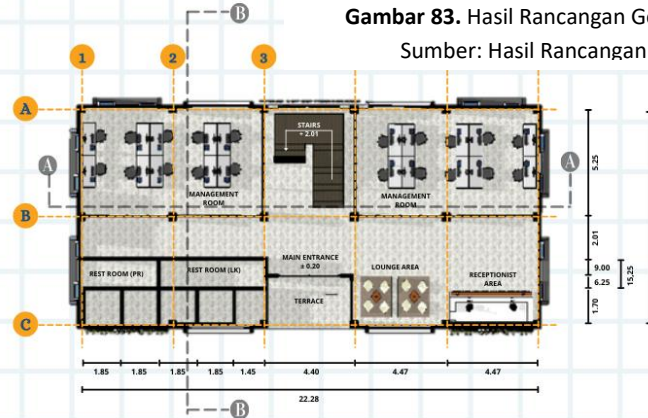 Gambar 83. Hasil Rancangan Ge
Sumber: Hasil Rancangan
B
1
2
3
A
STAIRS
+ 2.01
A
A
MANAGEMENT
ROOM
MANAGEMENT
ROOM
5.25
B
MAIN ENTRANCE
± 0.20
REST ROOM (PR)
REST ROOM (LK)
LOUNGE AREA
RECEPTIONIST
AREA
TERRACE
2.01
9.00
6.25
15,25
1.70
C
1.85
1.85
1.85
1.85
1.45
4.40
4.47
4.47
22.28
B